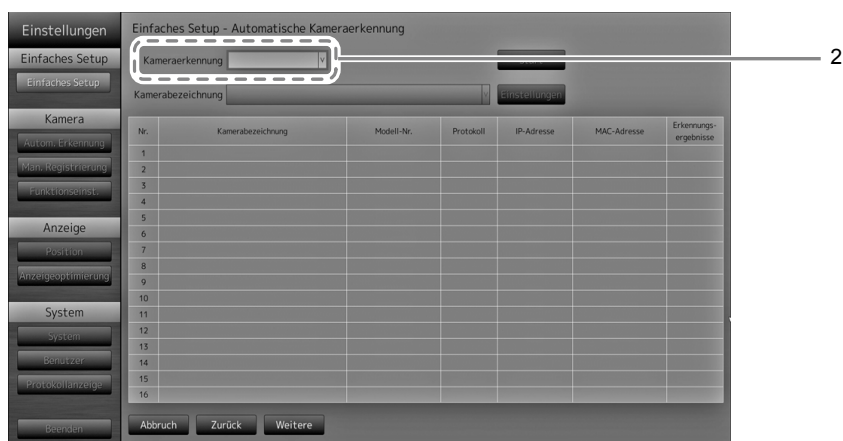 Einstellungen
Einfaches Setup
Einfaches Setup
Kamera
Autom. Erkennung
Man. Registrierung
Funktionseinst.
Anzeige
Position
Anzeigeoptimierung
System
System
Benutzer
Protokollanzeige
Beenden
Einfaches Setup - Automatische Kameraerkennung
Kameraerkennung
2
Kamerabezeichnung
Einstellungen
Nr. Kamerabezeichnung Modell-Nr. Protokoll IP-Adresse MAC-Adresse Erkennungs-
ergebnisse
1
2
3
4
5
6
7
8
9
10
11
12
13
14
15
16
Abbruch Zurück Weitere